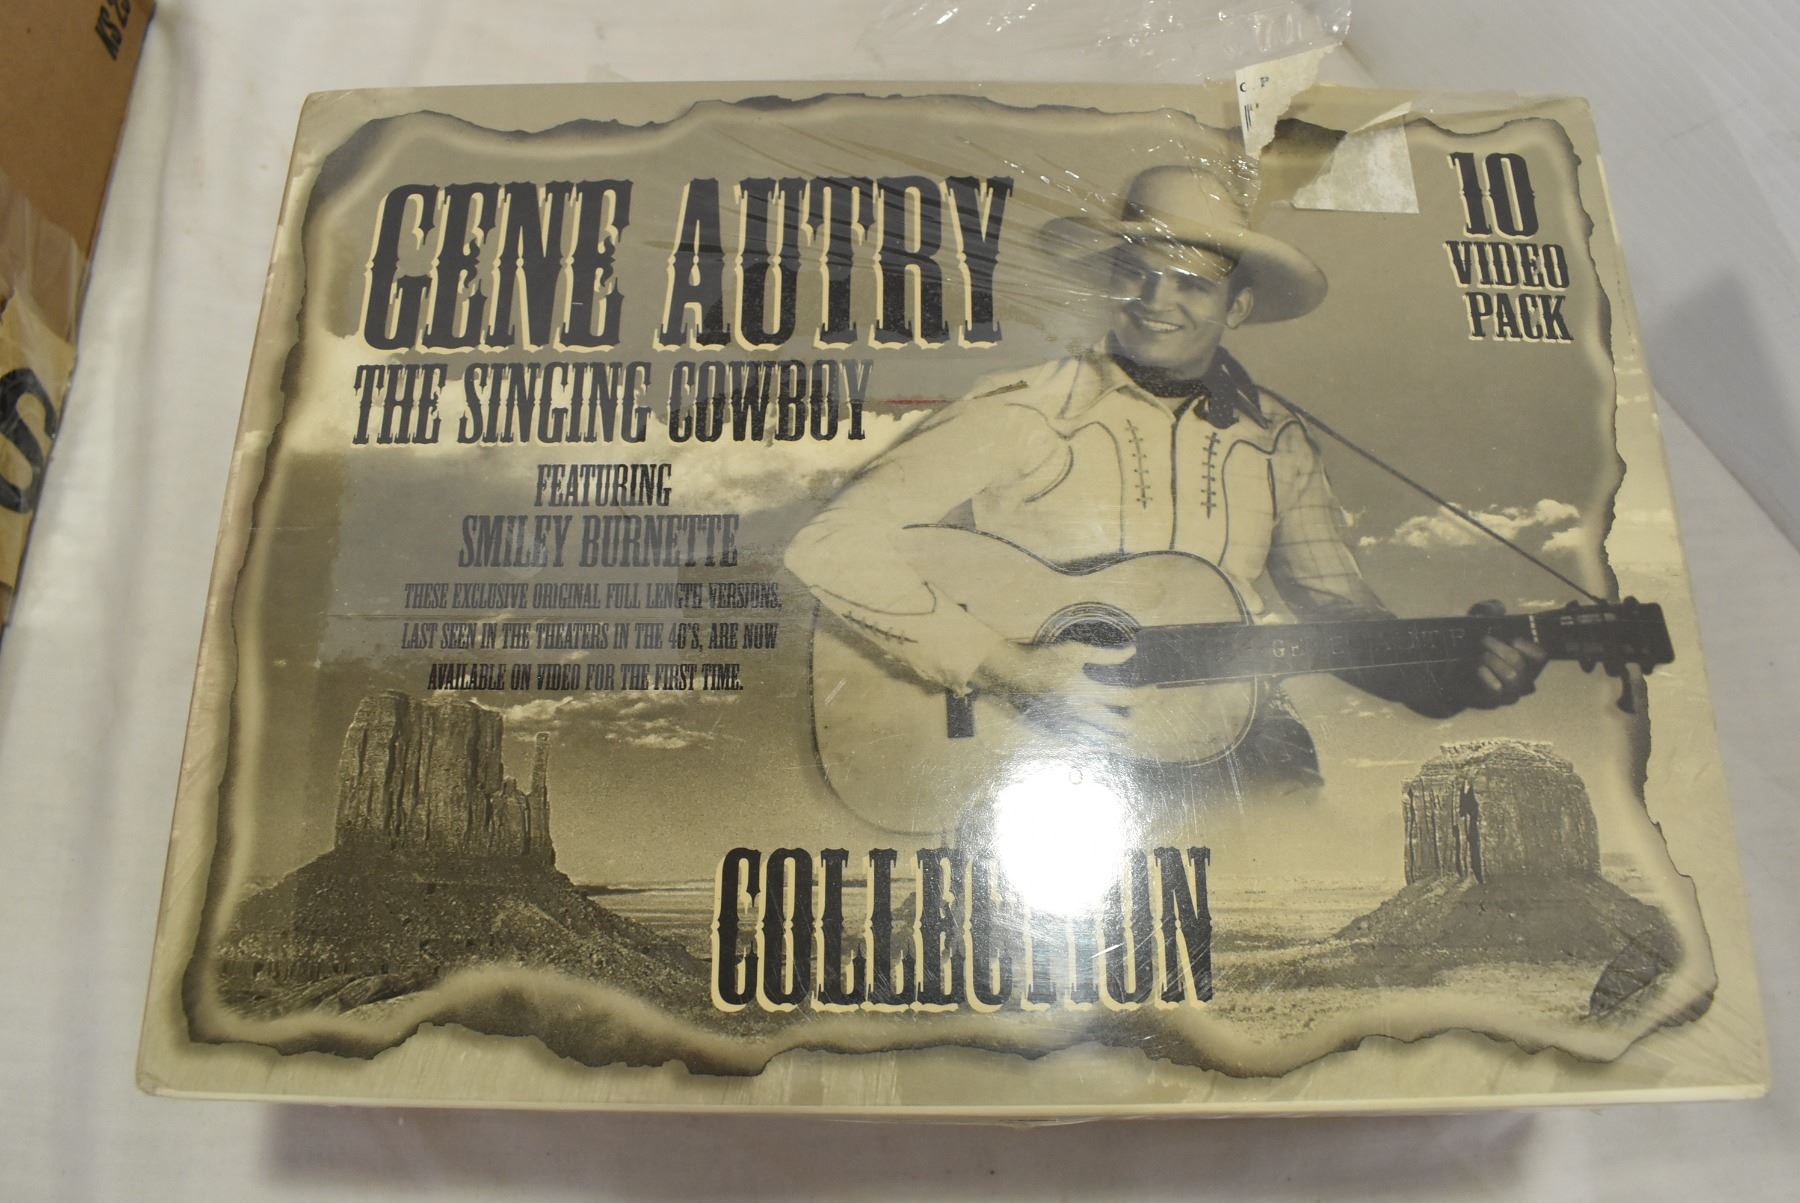 GENE AUTRY
THE SINGING COWBOY
FEATURING
SMILEY BURNETTE
THESE EXCLUSIVE ORIGINAL FULL LENGTH VERSIONS,
LAST SEEN IN THE THEATERS IN THE 40'S, ARE NOW
AVAILABLE ON VIDEO FOR THE FIRST TIME.
10
VIDEO
PACK
COLLECTION